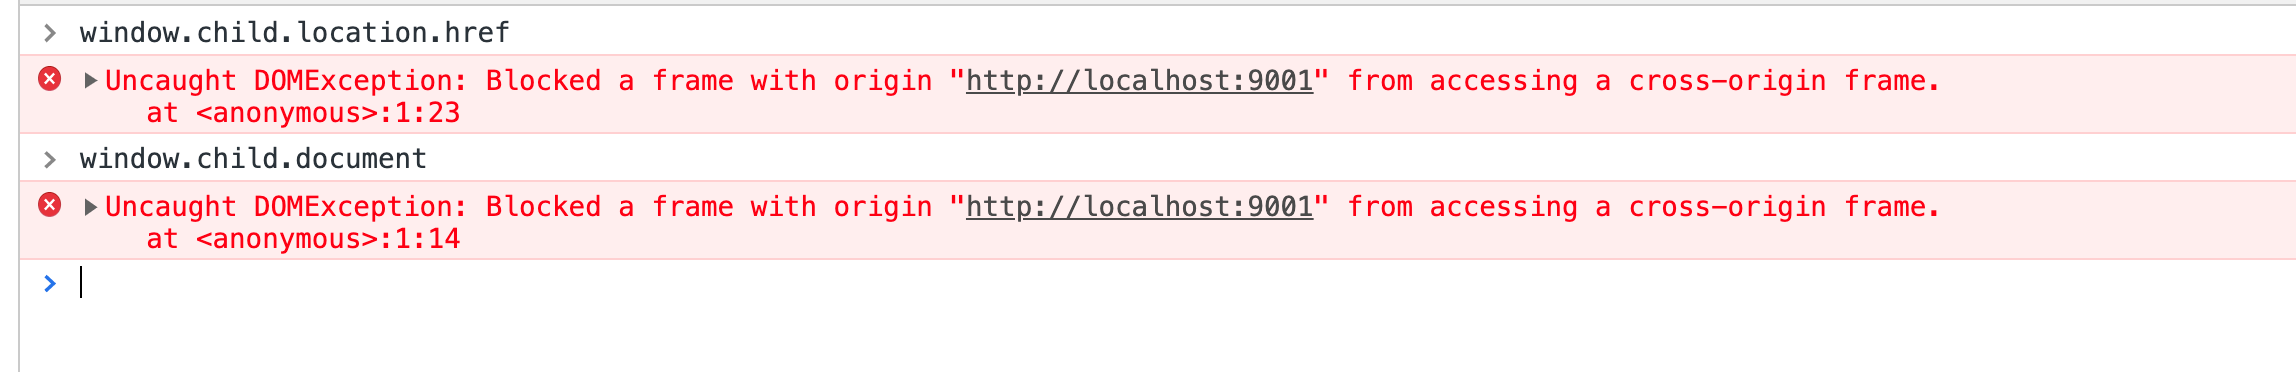 window.child.location.href
Uncaught DOMException: Blocked a frame with origin "http://localhost:9001" from accessing a cross-origin frame.
at <anonymous>:1:23
window.child.document
Uncaught DOMException: Blocked a frame with origin "http://localhost:9001" from accessing a cross-origin frame.
at <anonymous>:1:14